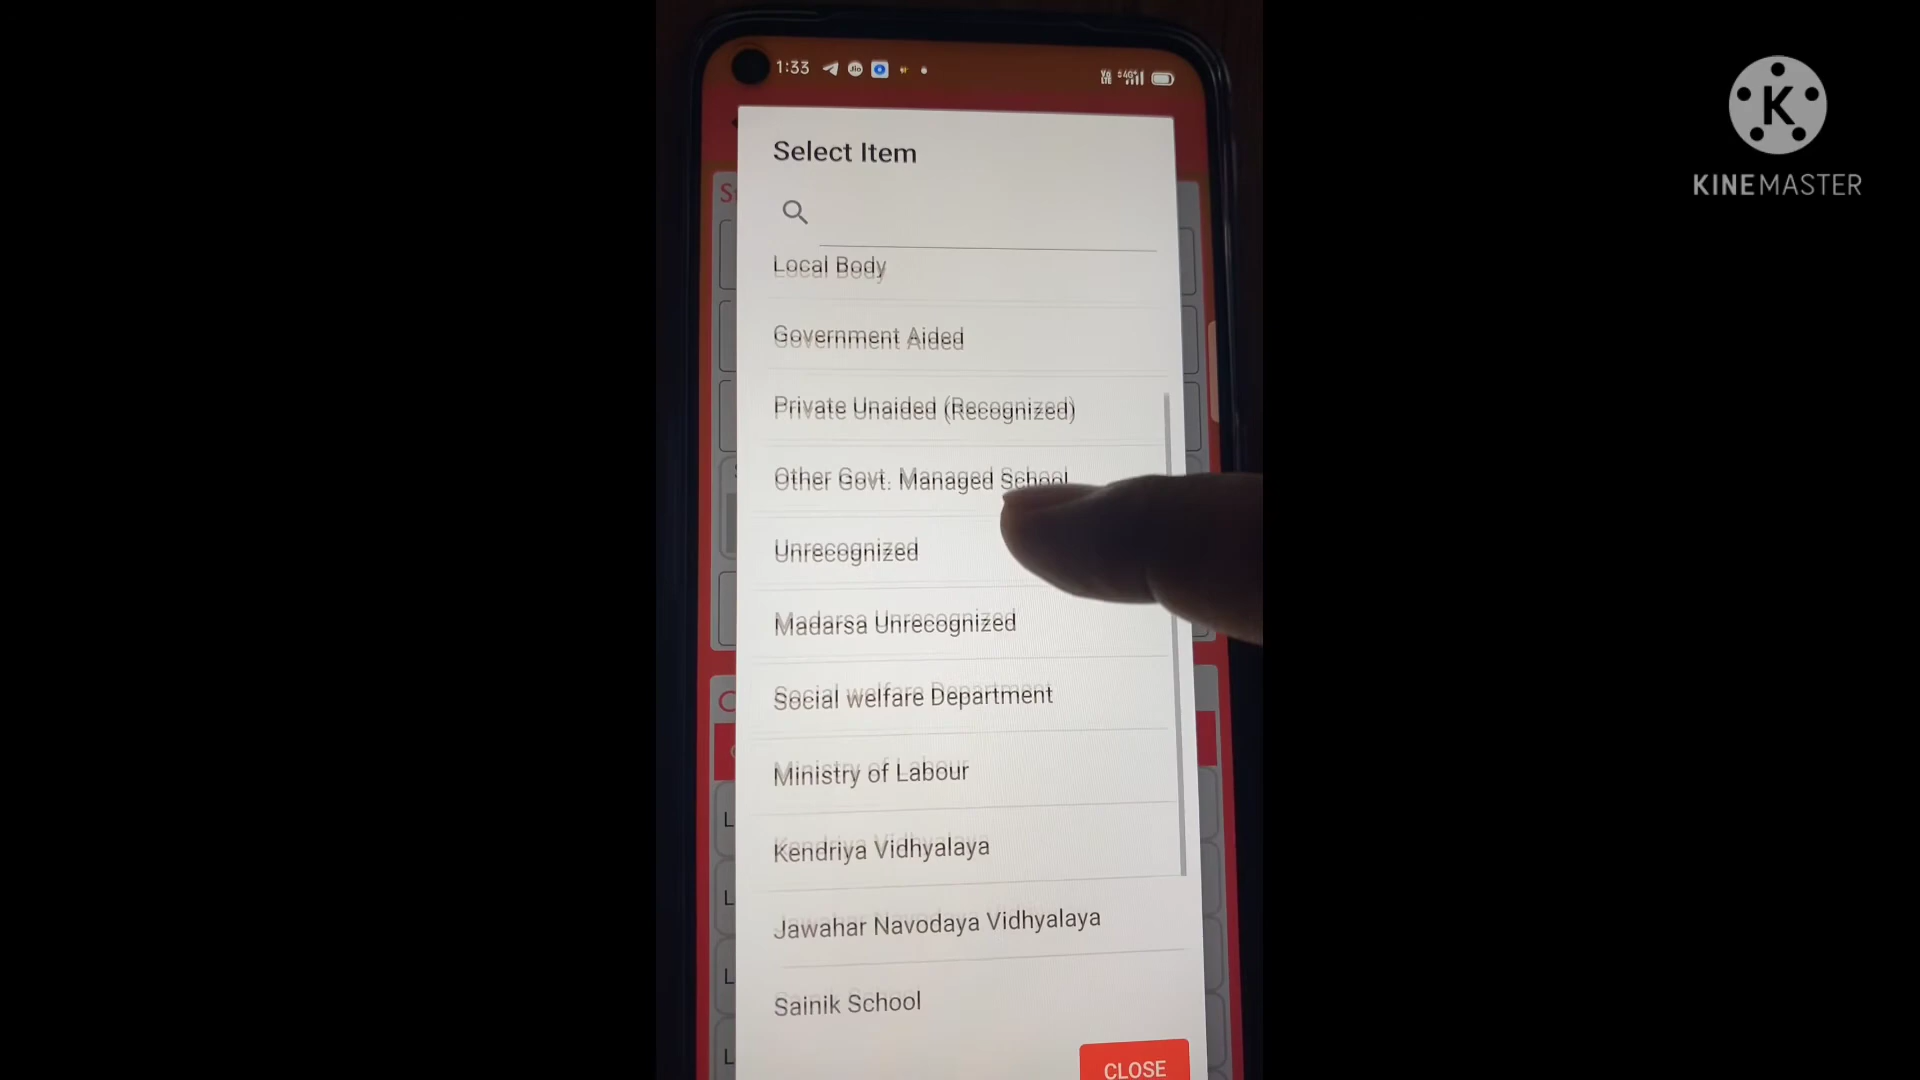 1:33
Select Item
Local Body
Government Aided
Private Unaided (Recognized)
Other Govt. Managed School
Unrecognized
Madarsa Unrecognized
Social welfare Department
Ministry of Labour
Kendriya Vidhyalaya
Jawahar Navodaya Vidhyalaya
Sainik School
CLOSE
K
KINEMASTER